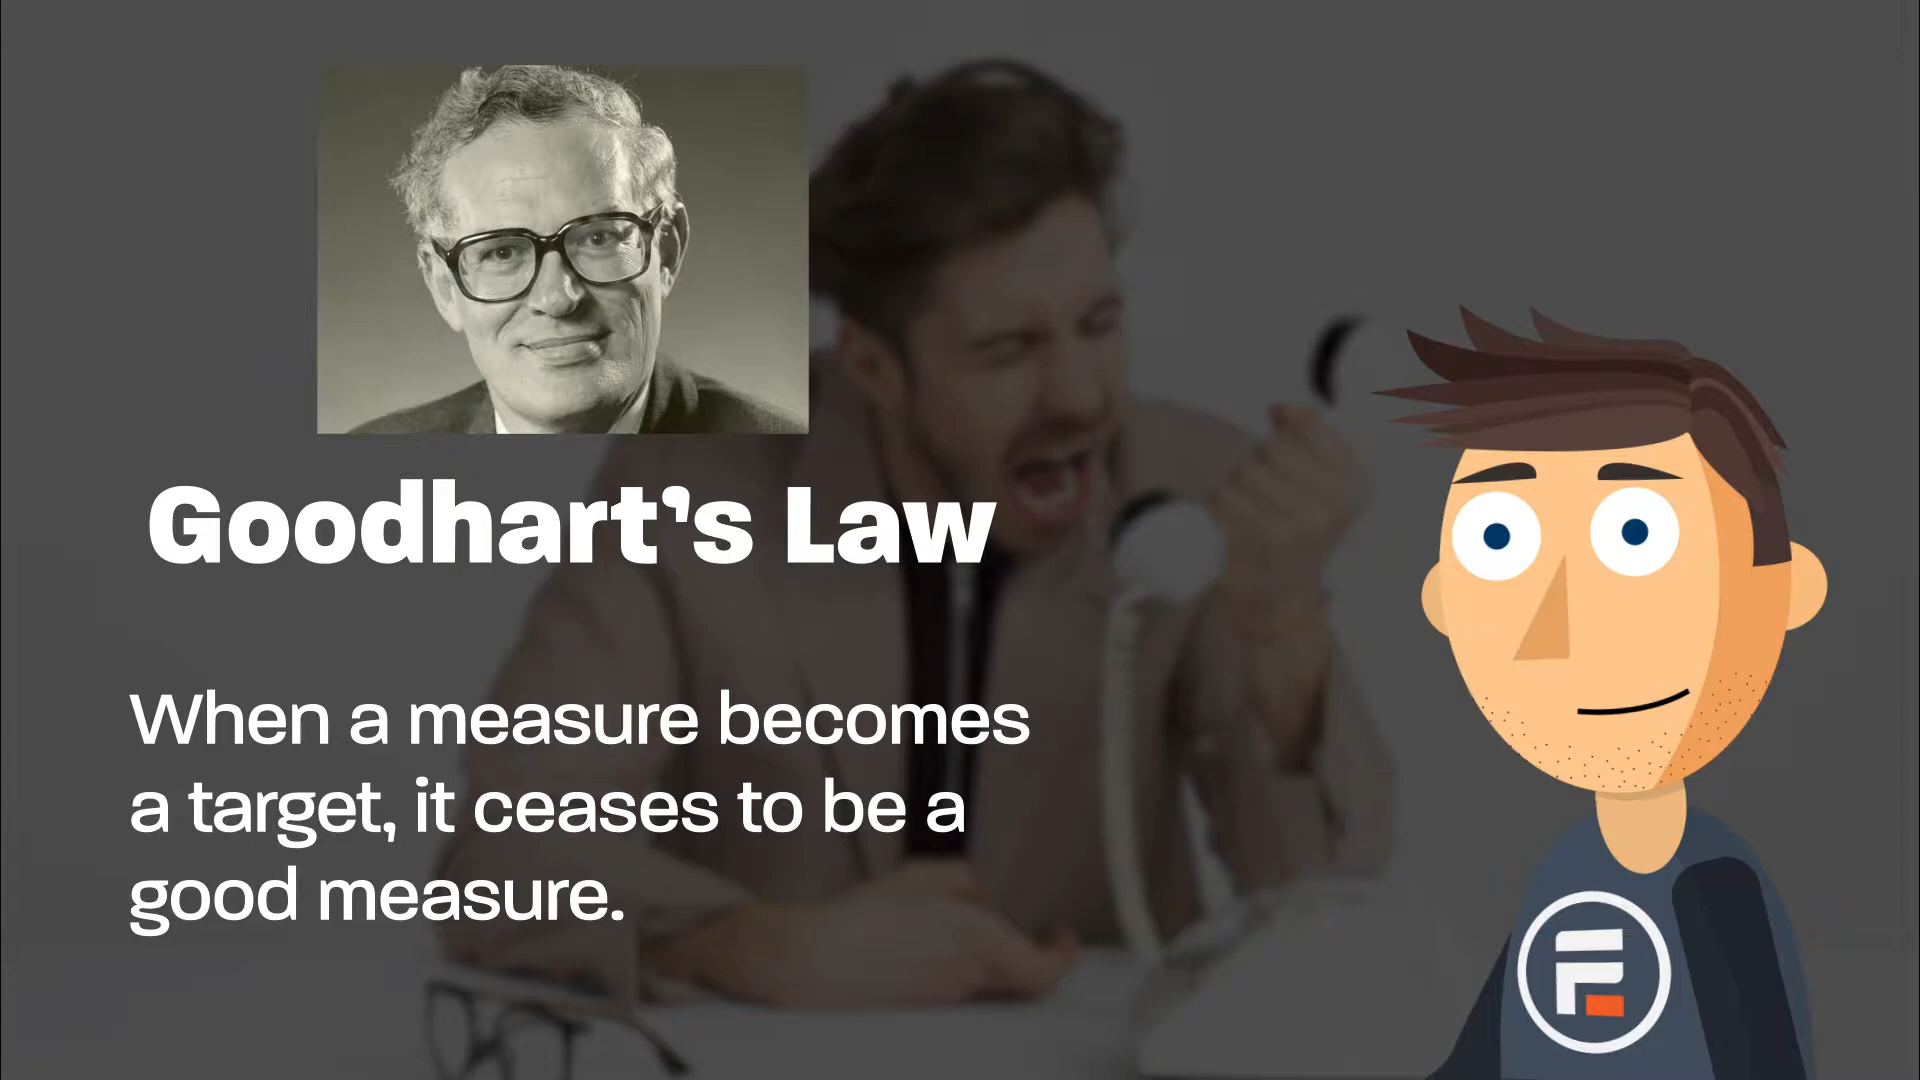 Goodhart’s Law
When a measure becomes
a target, it ceases to be a
good measure.